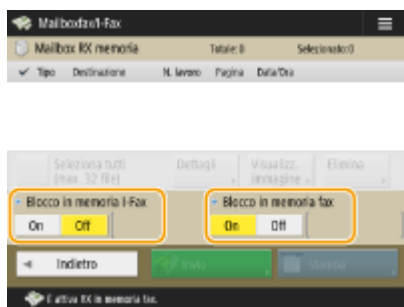 Mailbox fax/I-Fax
Mailbox RX memoria
Totale: 0
Selezionato: 0
Tipo
Destinazione
N. lavoro
Pagina
Data/Ora
Seleziona tutti
(max. 32 file)
Dettagli
Visualizz.
immagine
Elimina
Blocco in memoria I-Fax
On
Off
Blocco in memoria fax
On
Off
Indietro
Invio
Stampa
È attiva RX in memoria fax.